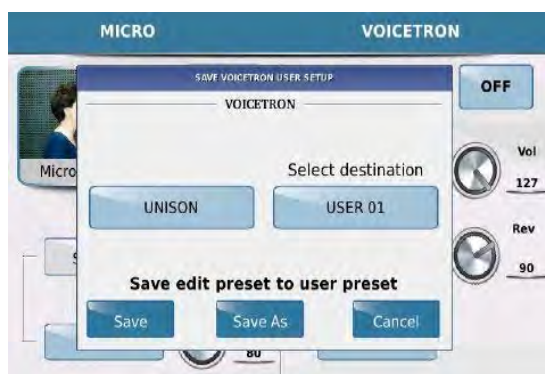 MICRO VOICETRON
SAVE VOICETRON USER SETUP
VOICETRON
OFF
Micro
Select destination
Vol
127
UNISON USER 01
Rev
90
Save edit preset to user preset
Save Save As Cancel
80